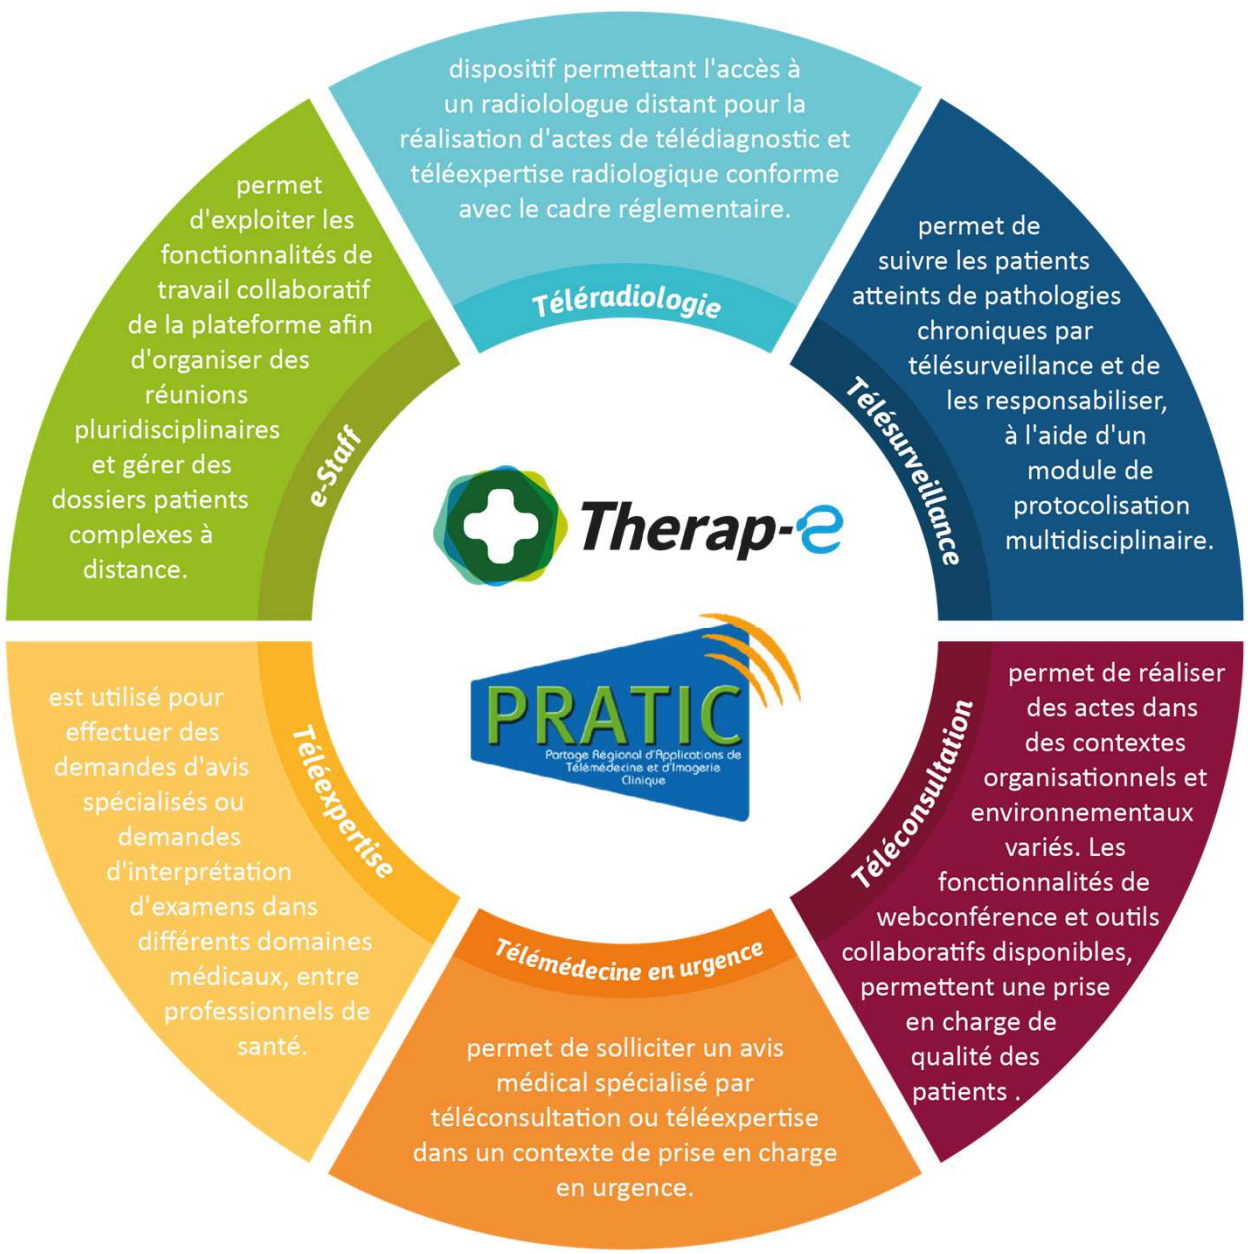 dispositif permettant l'accès à
un radiolologue distant pour la
réalisation d'actes de télédiagnostic et
téléexpertise radiologique conforme
avec le cadre réglementaire.
Téléradiologie
permet de
suivre les patients
atteints de pathologies
chroniques par
télésurveillance et de
les responsabiliser,
à l'aide d'un
module de
protocolisation
multidisciplinaire.
Télésurveillance
permet de réaliser
des actes dans
des contextes
organisationnels et
environnementaux
variés. Les
fonctionnalités de
webconférence et outils
collaboratifs disponibles,
permettent une prise
en charge de
qualité des
patients .
Téléconsultation
Télémédecine en urgence
permet de solliciter un avis
médical spécialisé par
téléconsultation ou téléexpertise
dans un contexte de prise en charge
en urgence.
est utilisé pour
effectuer des
demandes d'avis
spécialisés ou
demandes
d'interprétation
d'examens dans
différents domaines
médicaux, entre
professionnels de
santé.
Téléexpertise
permet
d'exploiter les
fonctionnalités de
travail collaboratif
de la plateforme afin
d'organiser des
réunions
pluridisciplinaires
et gérer des
dossiers patients
complexes à
distance.
e-Staff
Therap-e
PRATIC
Partage Régional d'Applications de
Télémédecine et d'Imagerie
Clinique